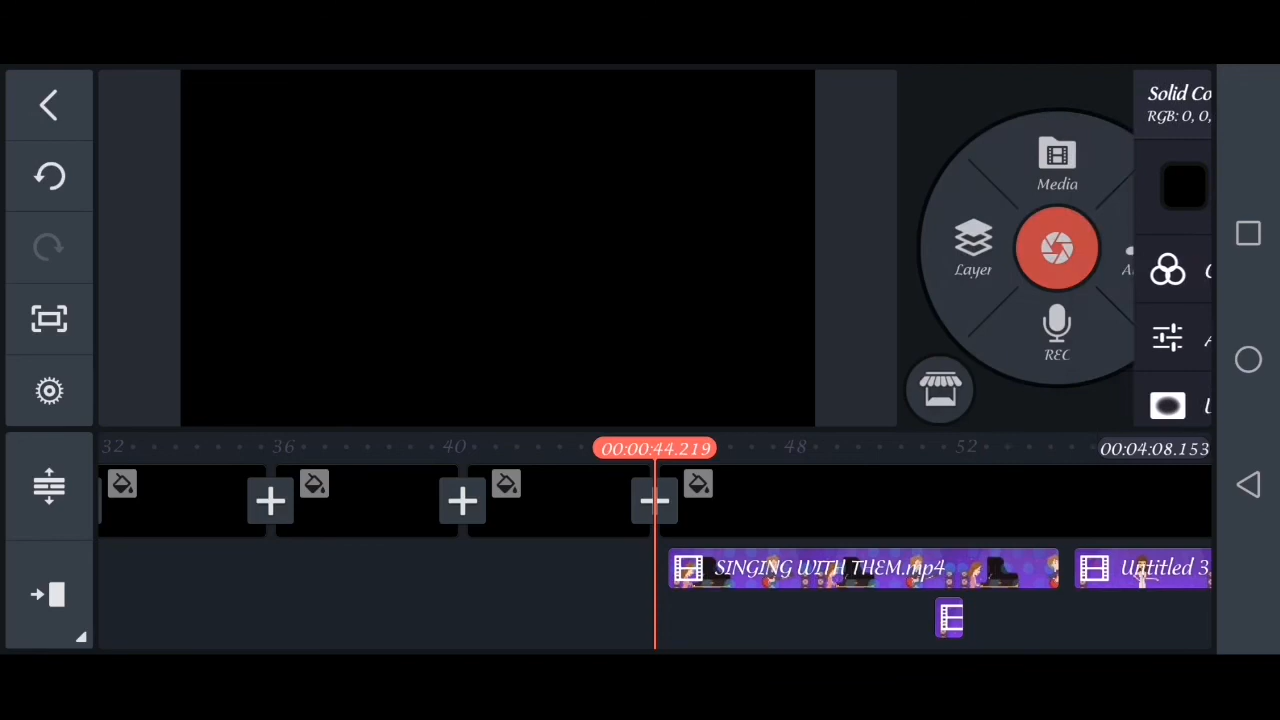 Solid Co
RGB: 0, 0,
Media
Layer
A
REC
32
36
40
00:00:44.219
48
52
00:04:08.153
SINGING WITH THEM.mp4
Untitled 3